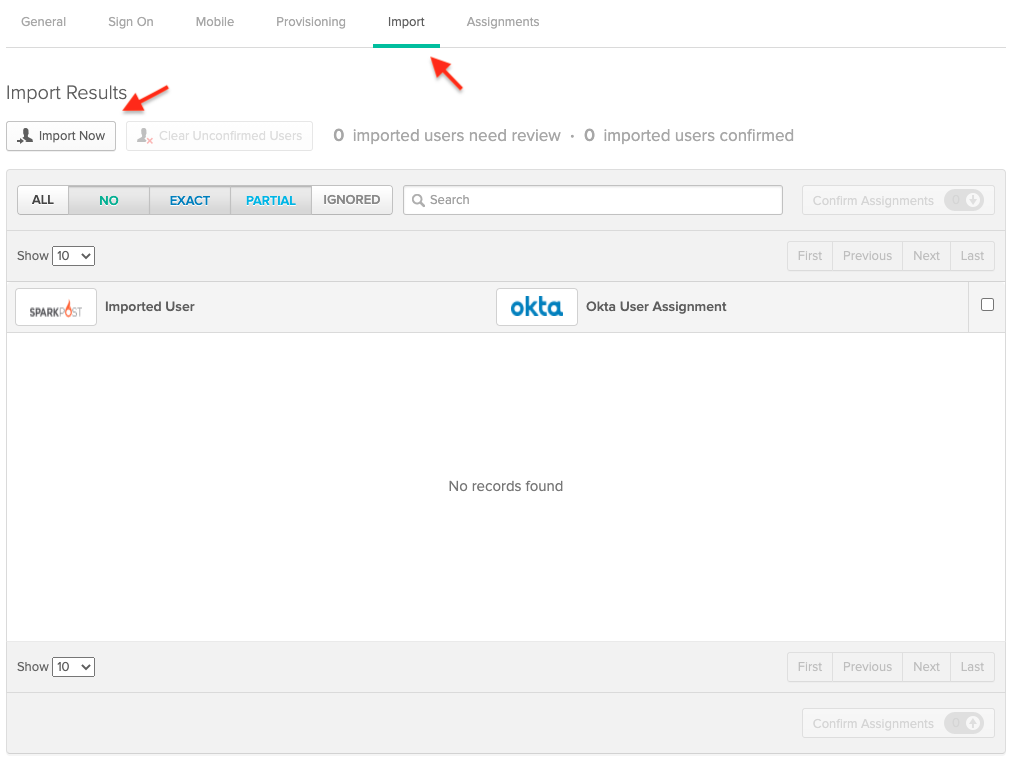 General Sign On Mobile Provisioning Import Assignments
Import Results
Import Now Clear Unconfirmed Users 0 imported users need review · 0 imported users confirmed
ALL NO EXACT PARTIAL IGNORED Search Confirm Assignments 0
Show 10 First Previous Next Last
SPARKPOST Imported User okta Okta User Assignment
No records found
Show 10 First Previous Next Last
Confirm Assignments 0